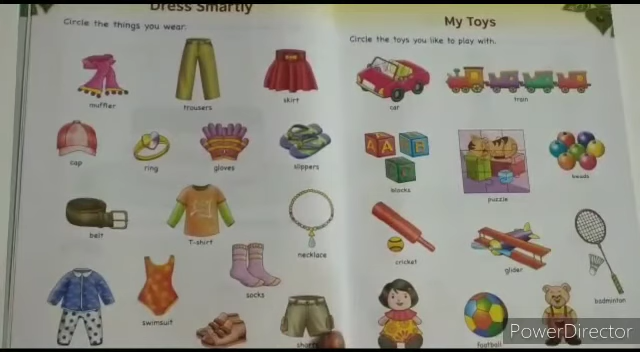 Dress Smartly
Circle the things you wear.
muffler
trousers
skirt
cap
ring
gloves
slippers
belt
T-shirt
necklace
socks
swimsuit
shorts
My Toys
Circle the toys you like to play with.
car
train
blocks
puzzle
beads
cricket
glider
badminton
football
PowerDirector